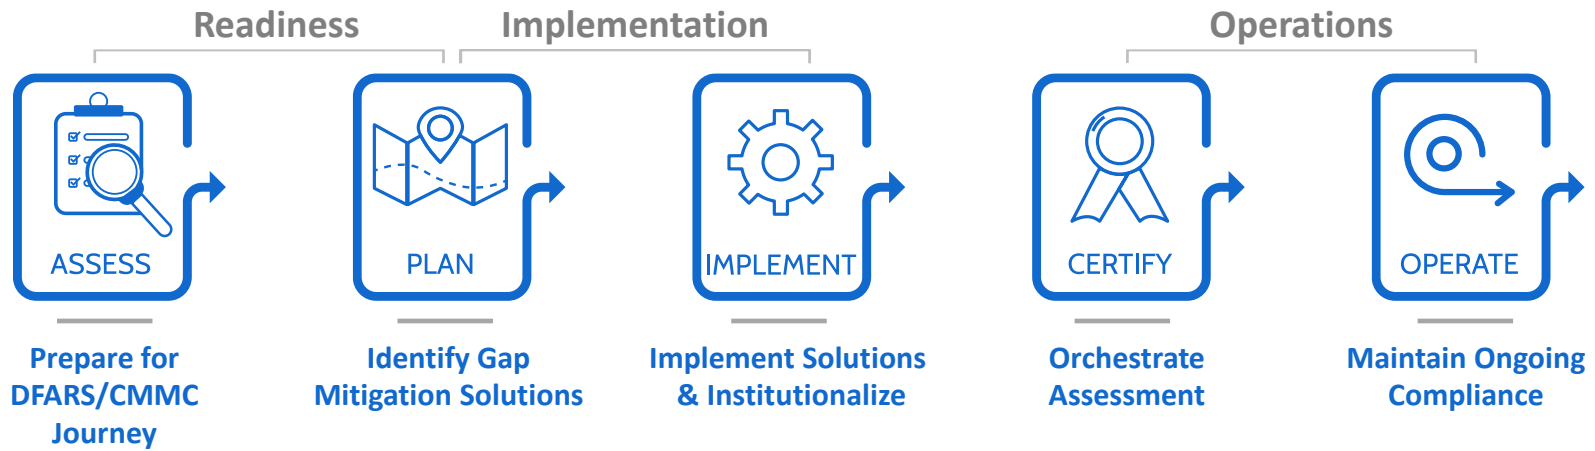 Readiness
Implementation
Operations
ASSESS
PLAN
IMPLEMENT
CERTIFY
OPERATE
Prepare for
DFARS/CMMC
Journey
Identify Gap
Mitigation Solutions
Implement Solutions
& Institutionalize
Orchestrate
Assessment
Maintain Ongoing
Compliance